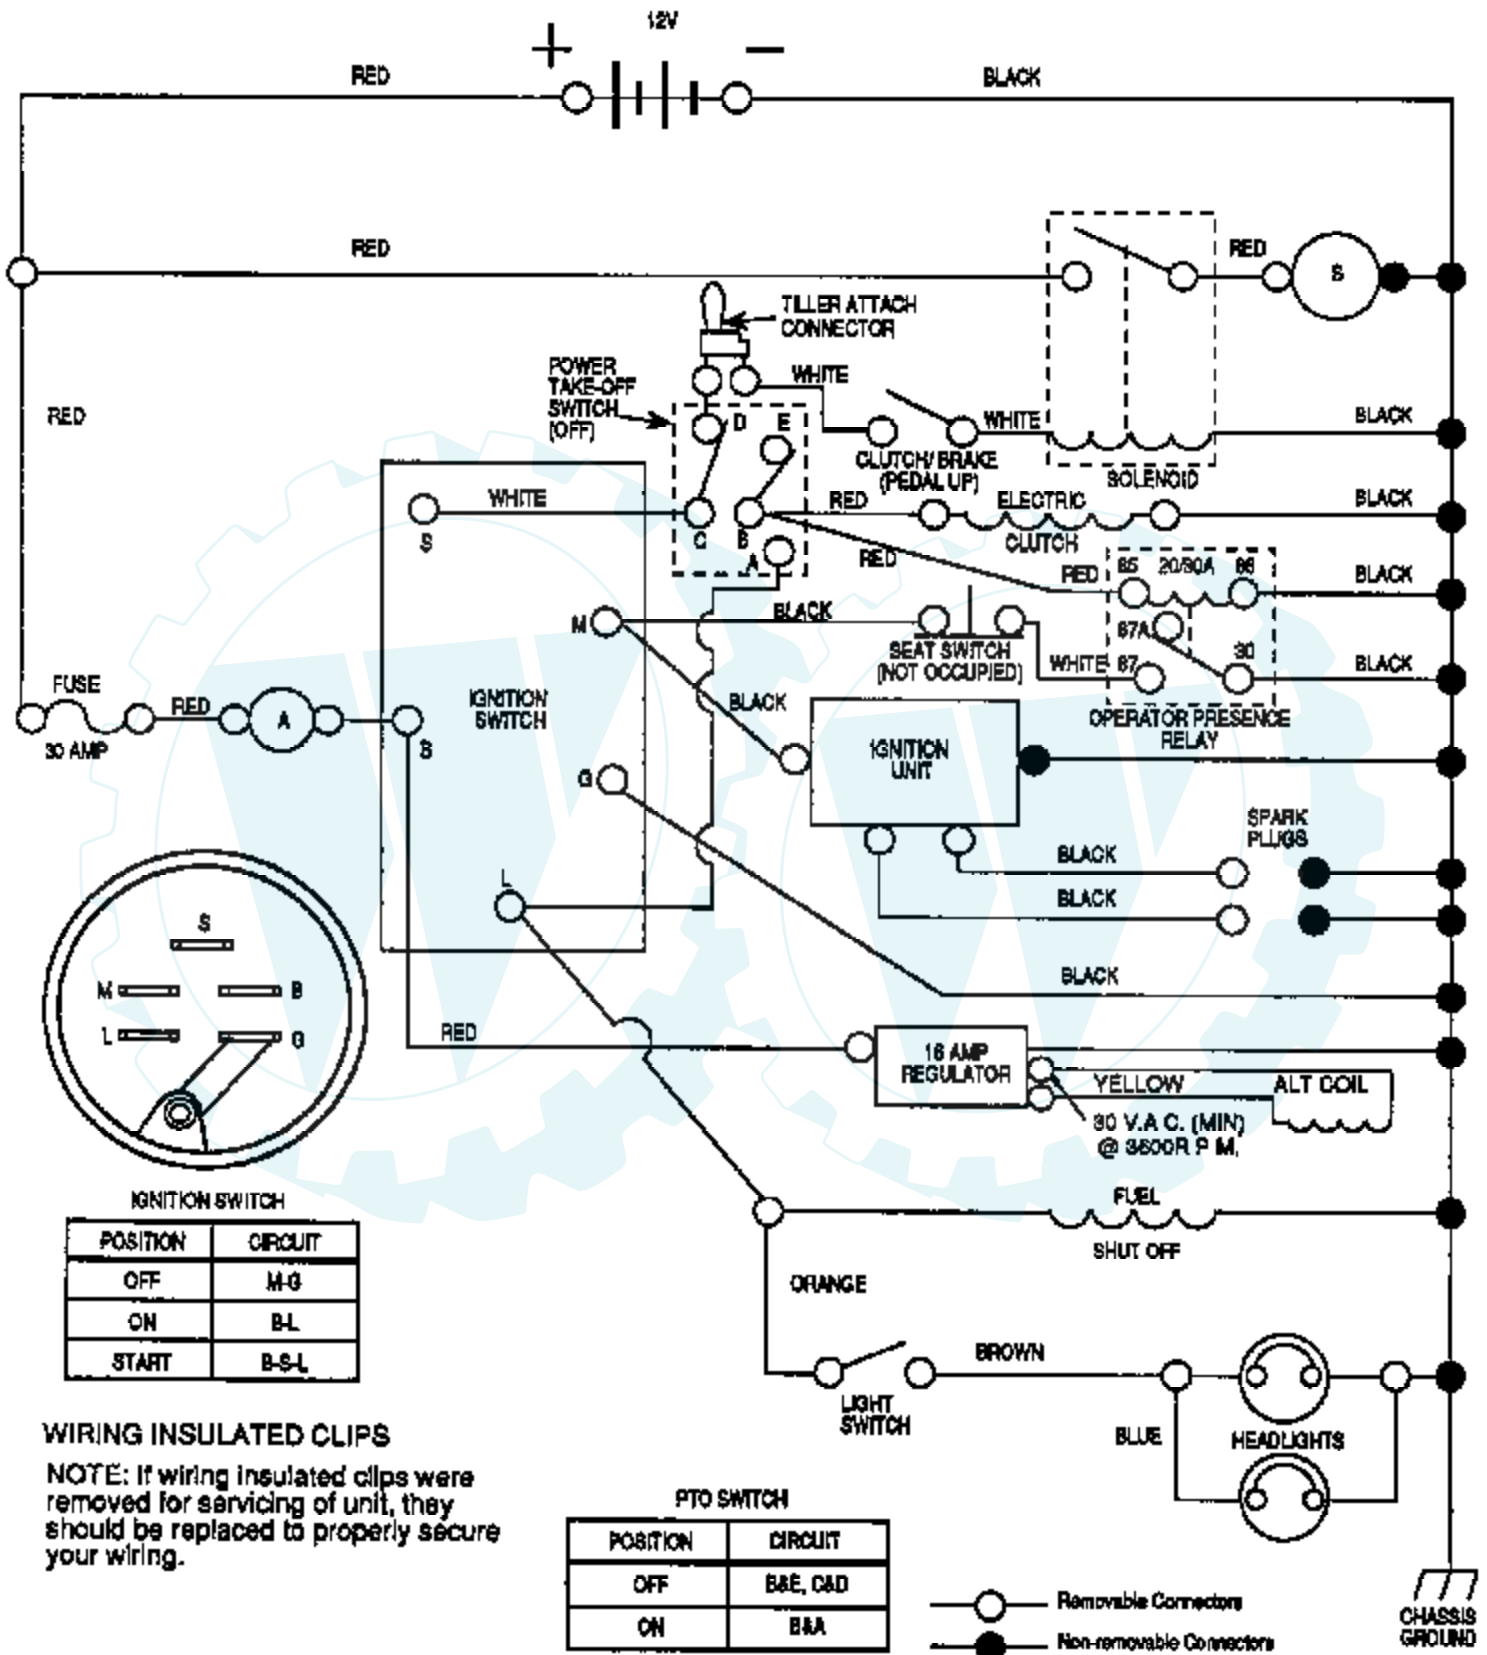 12V
+
−
RED
BLACK
RED
RED
S
TILLER ATTACH
CONNECTOR
POWER
TAKE-OFF
SWITCH
(OFF)
WHITE
RED
D
E
WHITE
BLACK
CLUTCH/BRAKE
(PEDAL UP)
SOLENOID
WHITE
S
C
B
A
RED
ELECTRIC
CLUTCH
BLACK
RED
RED
85
20/30A
86
BLACK
M
BLACK
87A
SEAT SWITCH
(NOT OCCUPIED)
WHITE
87
30
BLACK
OPERATOR PRESENCE
RELAY
FUSE
30 AMP
RED
A
B
IGNITION
SWITCH
BLACK
IGNITION
UNIT
G
SPARK
PLUGS
BLACK
BLACK
L
BLACK
S
M
B
L
G
RED
16 AMP
REGULATOR
YELLOW
ALT COIL
30 V.A C. (MIN)
@ 3600R P M.
IGNITION SWITCH
POSITION CIRCUIT
OFF M-G
ON B-L
START B-S-L
FUEL
SHUT OFF
ORANGE
BROWN
LIGHT
SWITCH
BLUE
HEADLIGHTS
WIRING INSULATED CLIPS
NOTE: If wiring insulated clips were
removed for servicing of unit, they
should be replaced to properly secure
your wiring.
PTO SWITCH
POSITION CIRCUIT
OFF B&E, C&D
ON B&A
Removable Connectors
Non-removable Connectors
CHASSIS
GROUND